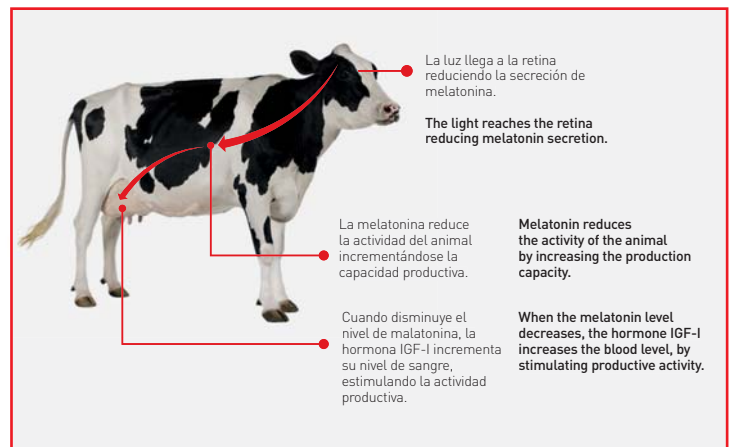 La luz llega a la retina
reduciendo la secreción de
melatonina.
The light reaches the retina
reducing melatonin secretion.
La melatonina reduce
la actividad del animal
incrementándose la
capacidad productiva.
Melatonin reduces
the activity of the animal
by increasing the production
capacity.
Cuando disminuye el
nivel de malatonina, la
hormona IGF-I incrementa
su nivel de sangre,
estimulando la actividad
productiva.
When the melatonin level
decreases, the hormone IGF-I
increases the blood level, by
stimulating productive activity.